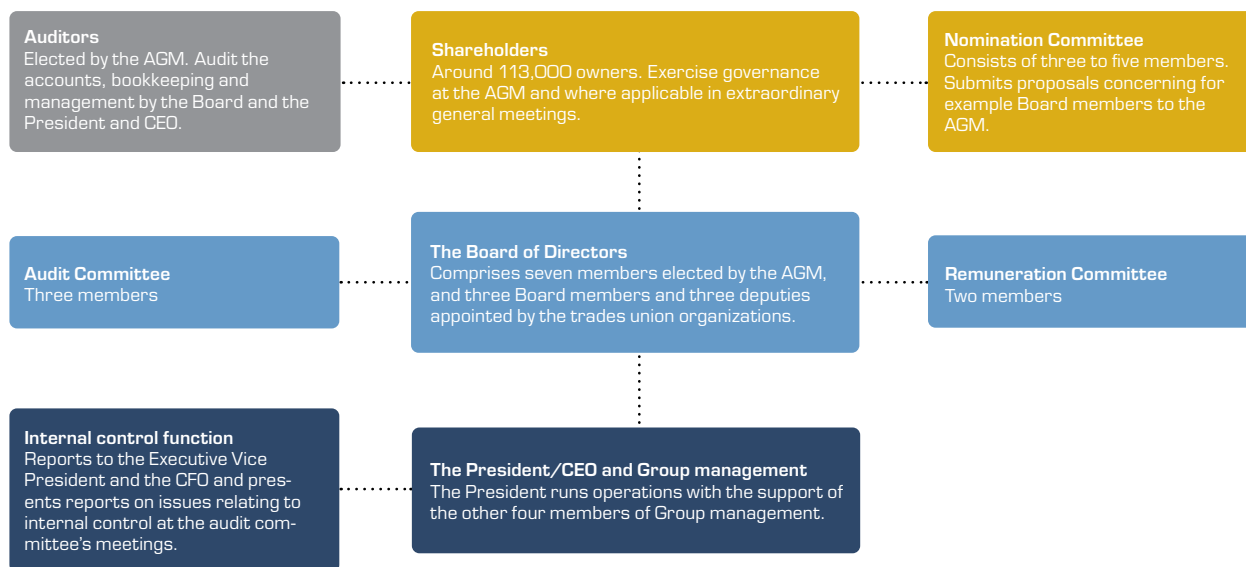 Auditors
Elected by the AGM. Audit the
accounts, bookkeeping and
management by the Board and the
President and CEO.
Shareholders
Around 113,000 owners. Exercise governance
at the AGM and where applicable in extraordinary
general meetings.
Nomination Committee
Consists of three to five members.
Submits proposals concerning for
example Board members to the
AGM.
Audit Committee
Three members
The Board of Directors
Comprises seven members elected by the AGM,
and three Board members and three deputies
appointed by the trades union organizations.
Remuneration Committee
Two members
Internal control function
Reports to the Executive Vice
President and the CFO and pres-
ents reports on issues relating to
internal control at the audit com-
mittee's meetings.
The President/CEO and Group management
The President runs operations with the support of
the other four members of Group management.